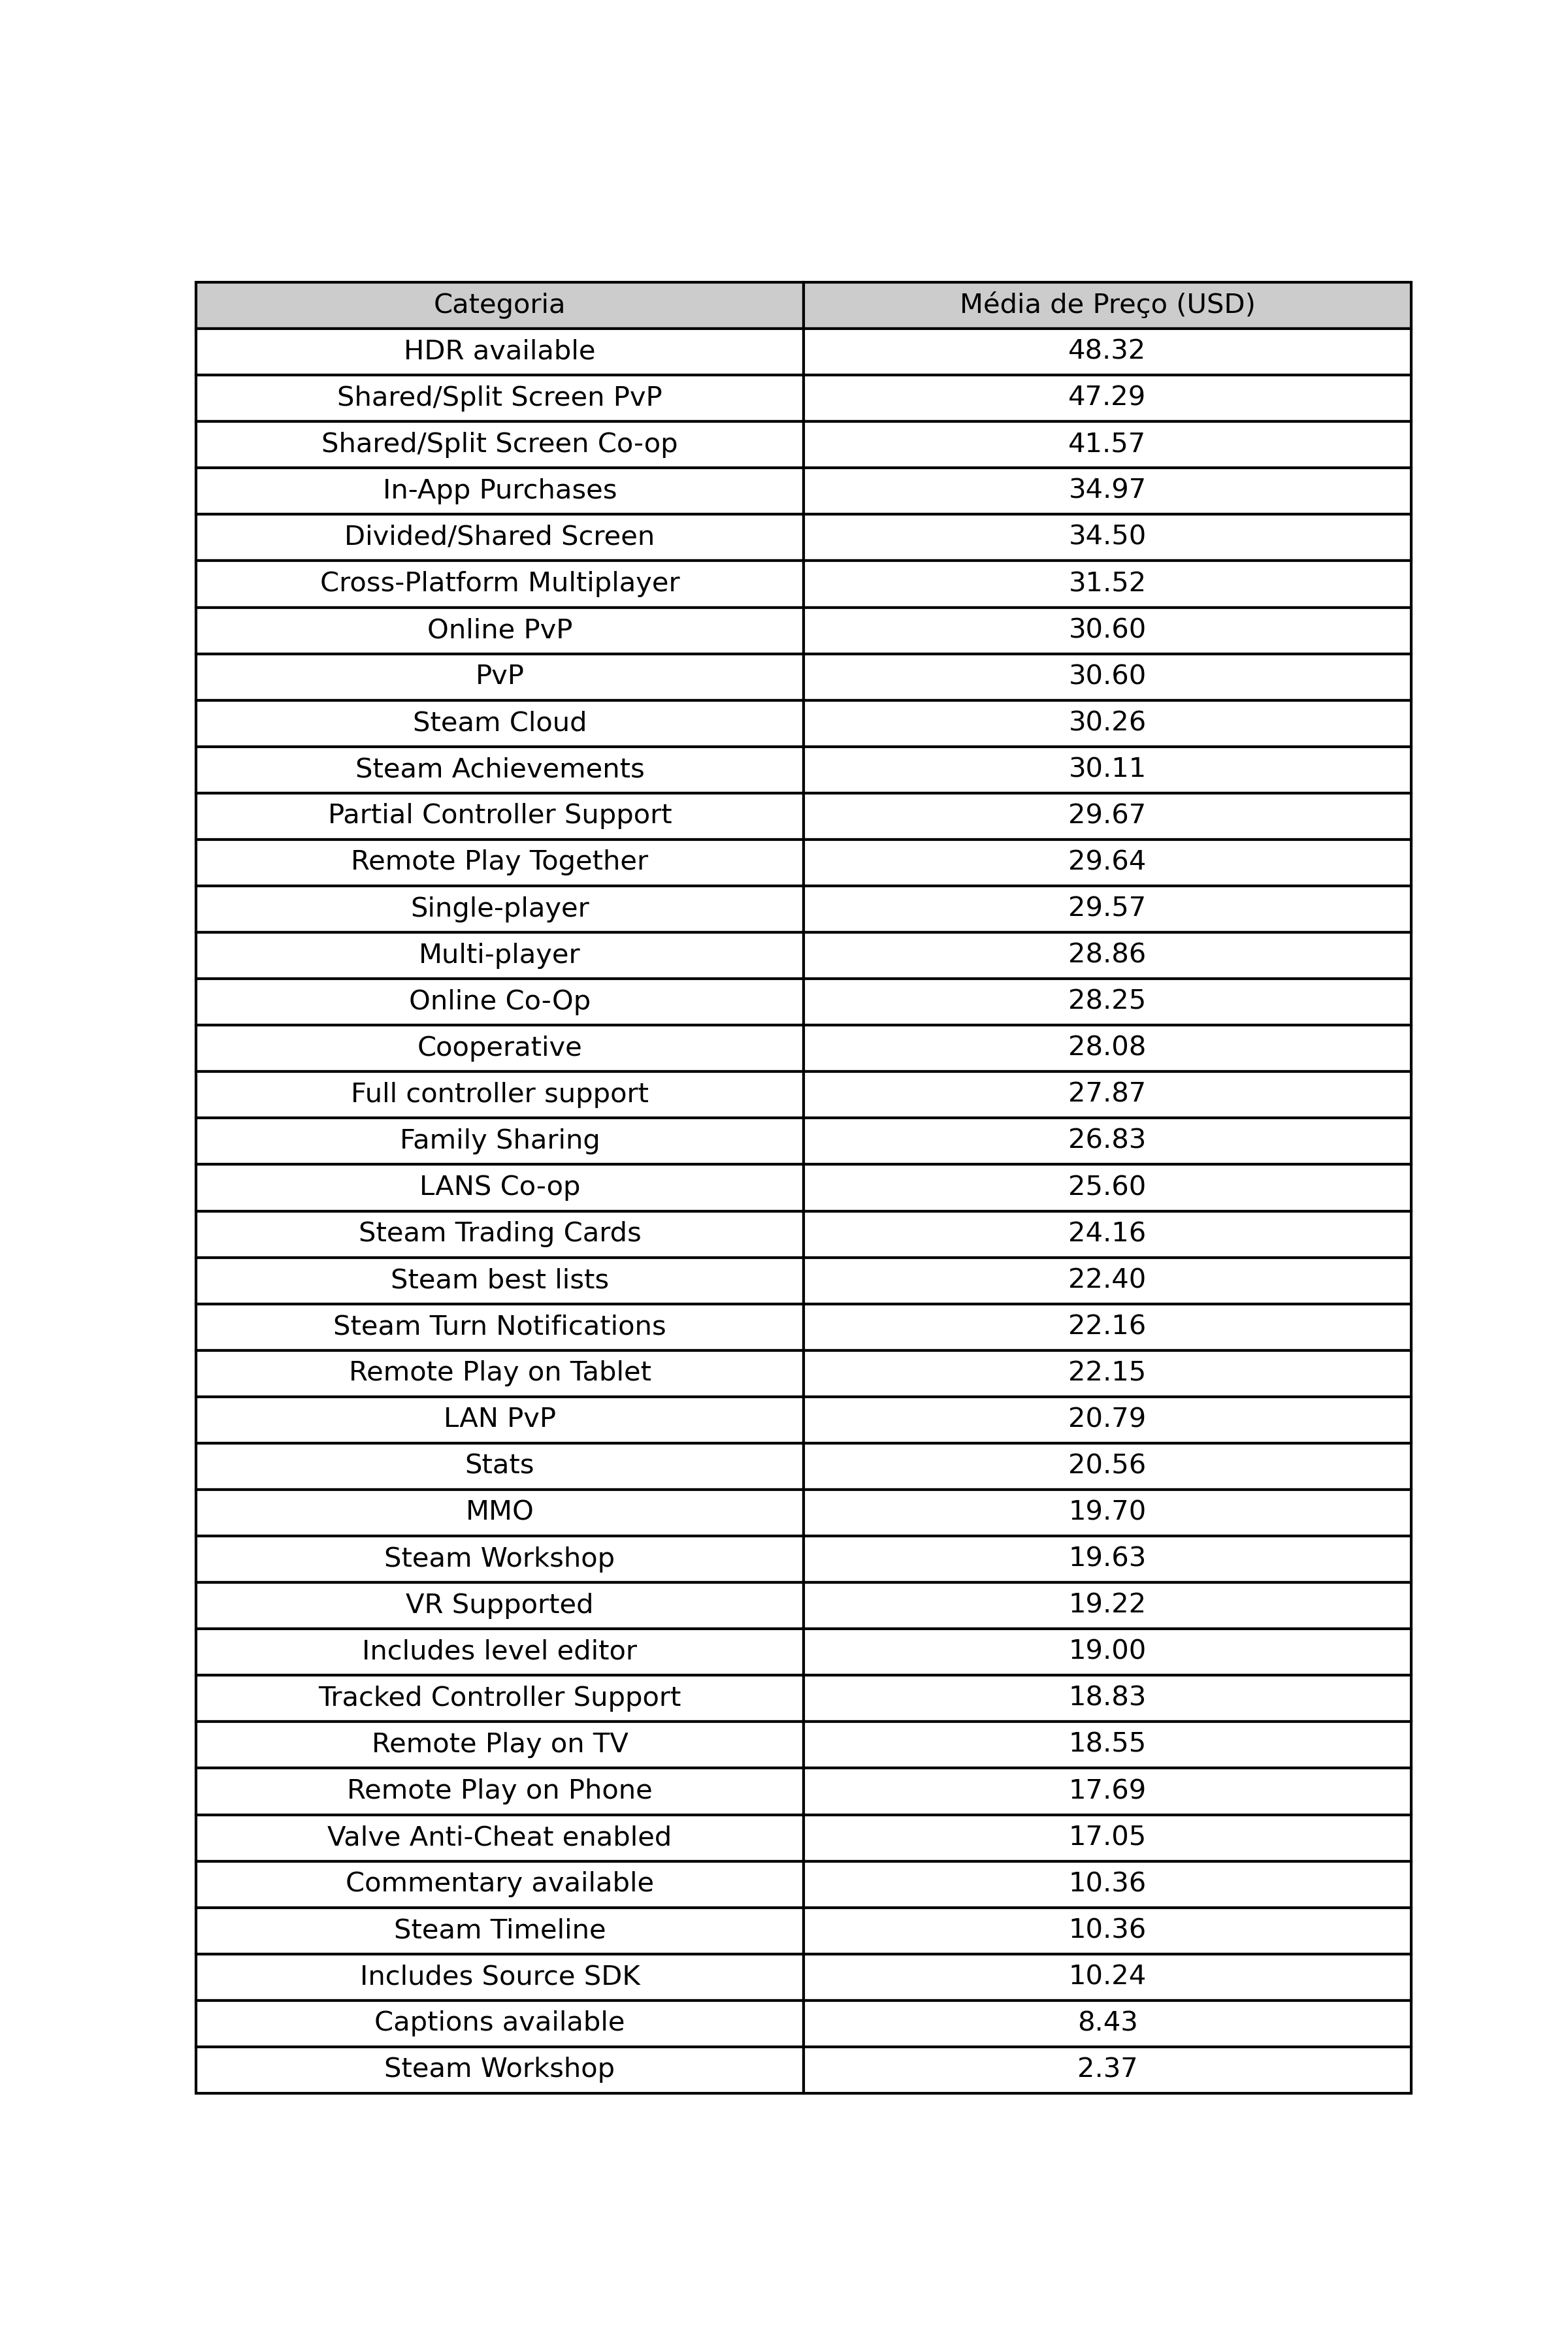 Categoria Média de Preço (USD)
HDR available 48.32
Shared/Split Screen PvP 47.29
Shared/Split Screen Co-op 41.57
In-App Purchases 34.97
Divided/Shared Screen 34.50
Cross-Platform Multiplayer 31.52
Online PvP 30.60
PvP 30.60
Steam Cloud 30.26
Steam Achievements 30.11
Partial Controller Support 29.67
Remote Play Together 29.64
Single-player 29.57
Multi-player 28.86
Online Co-Op 28.25
Cooperative 28.08
Full controller support 27.87
Family Sharing 26.83
LANS Co-op 25.60
Steam Trading Cards 24.16
Steam best lists 22.40
Steam Turn Notifications 22.16
Remote Play on Tablet 22.15
LAN PvP 20.79
Stats 20.56
MMO 19.70
Steam Workshop 19.63
VR Supported 19.22
Includes level editor 19.00
Tracked Controller Support 18.83
Remote Play on TV 18.55
Remote Play on Phone 17.69
Valve Anti-Cheat enabled 17.05
Commentary available 10.36
Steam Timeline 10.36
Includes Source SDK 10.24
Captions available 8.43
Steam Workshop 2.37